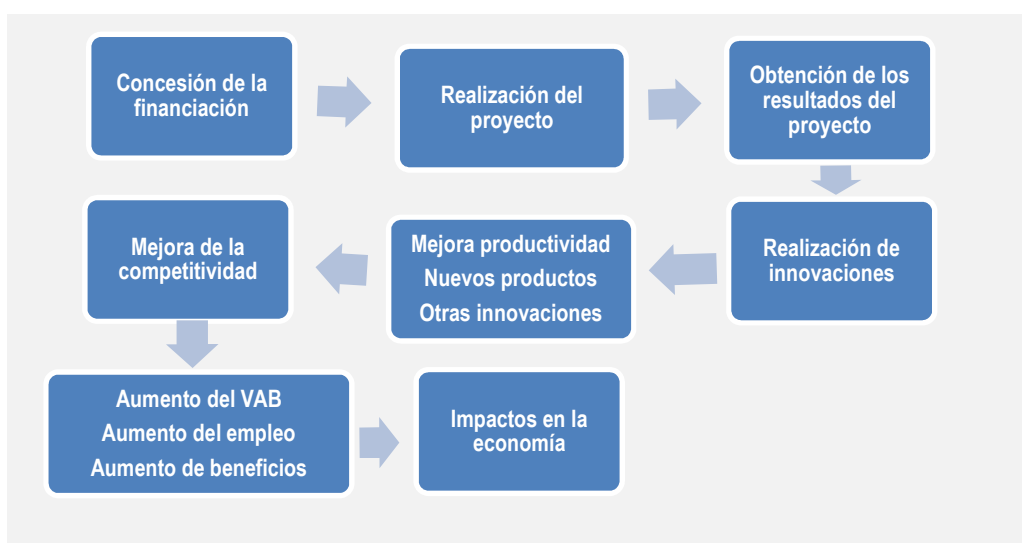 Concesión de la
financiación
Realización del
proyecto
Obtención de los
resultados del
proyecto
Realización de
innovaciones
Mejora productividad
Nuevos productos
Otras innovaciones
Mejora de la
competitividad
Aumento del VAB
Aumento del empleo
Aumento de beneficios
Impactos en la
economía